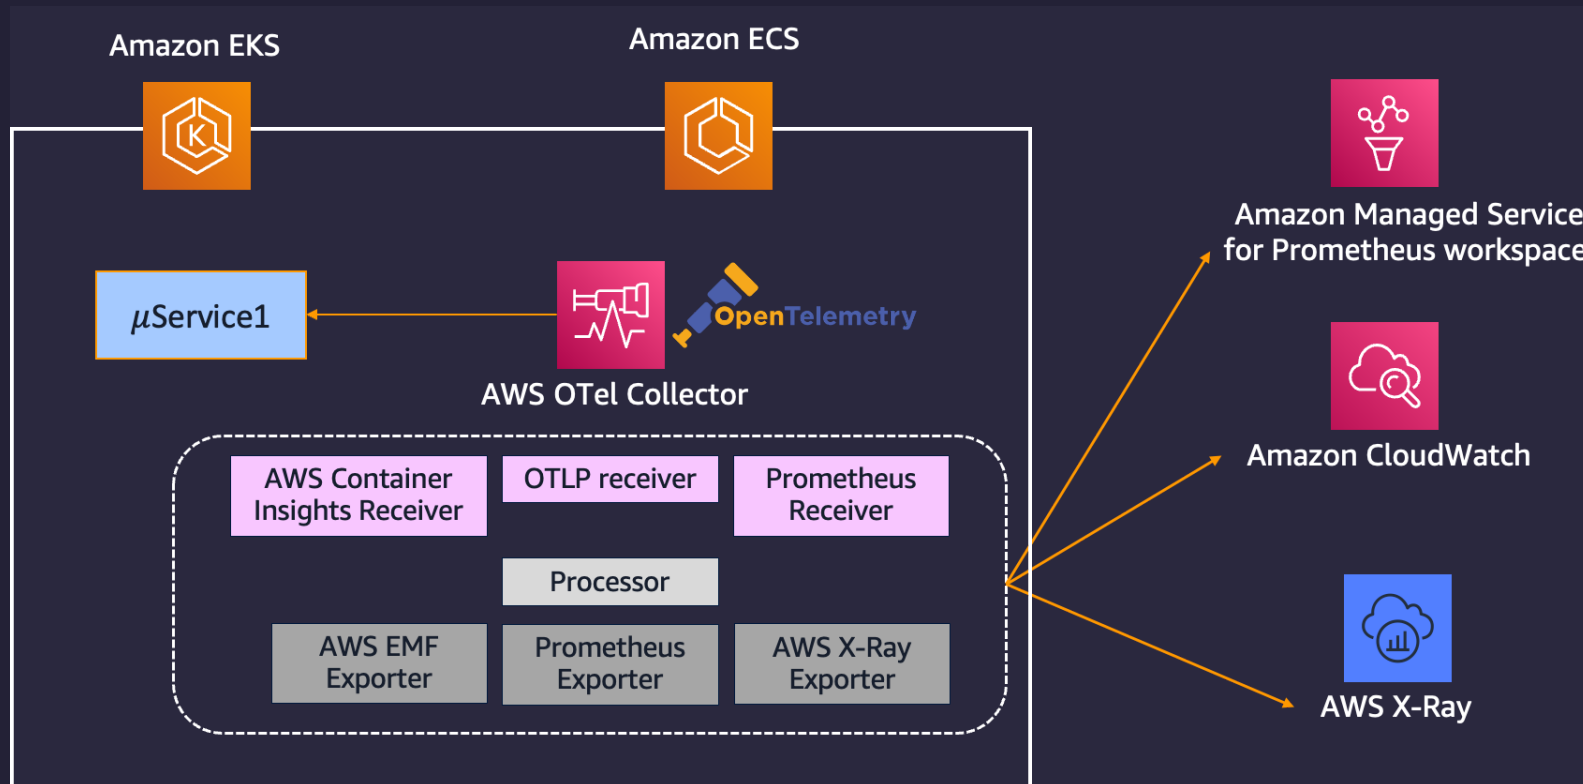 Amazon EKS
Amazon ECS
K
Amazon Managed Service
for Prometheus workspace
μService1
OpenTelemetry
AWS OTel Collector
Amazon CloudWatch
AWS Container
Insights Receiver
OTLP receiver
Prometheus
Receiver
Processor
AWS EMF
Exporter
Prometheus
Exporter
AWS X-Ray
Exporter
AWS X-Ray